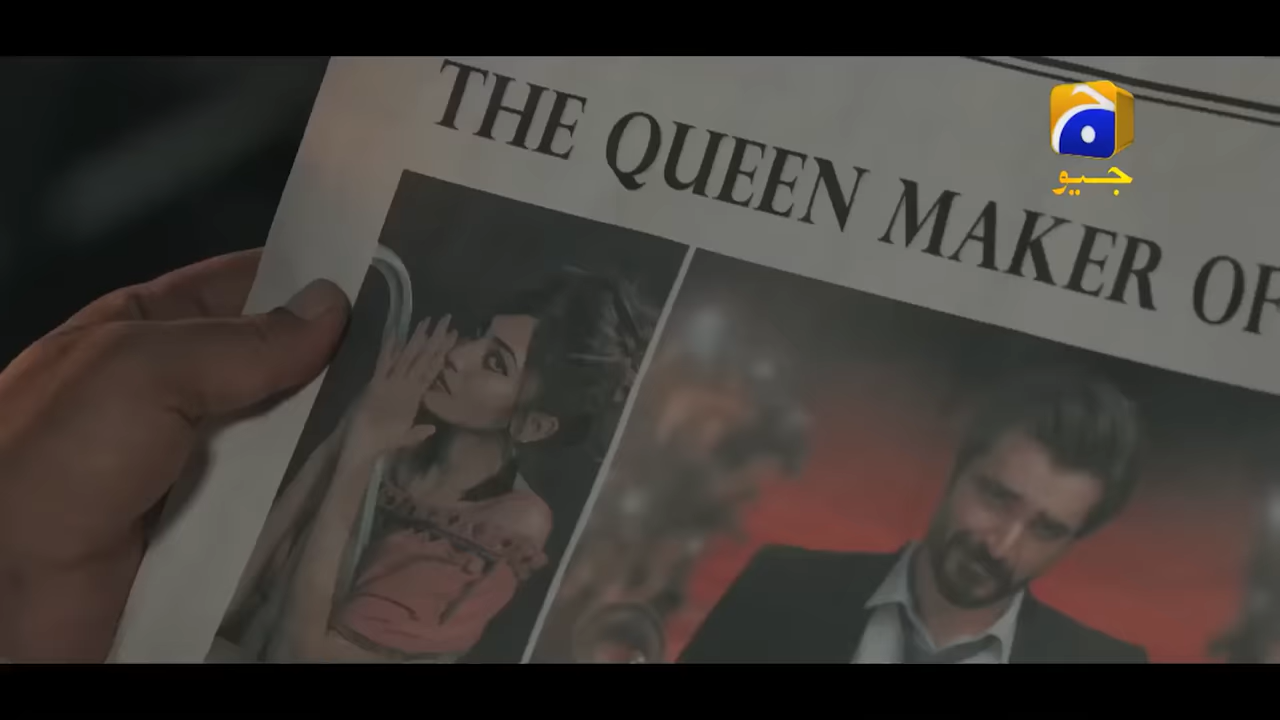 THE QUEEN MAKER OF
جیو